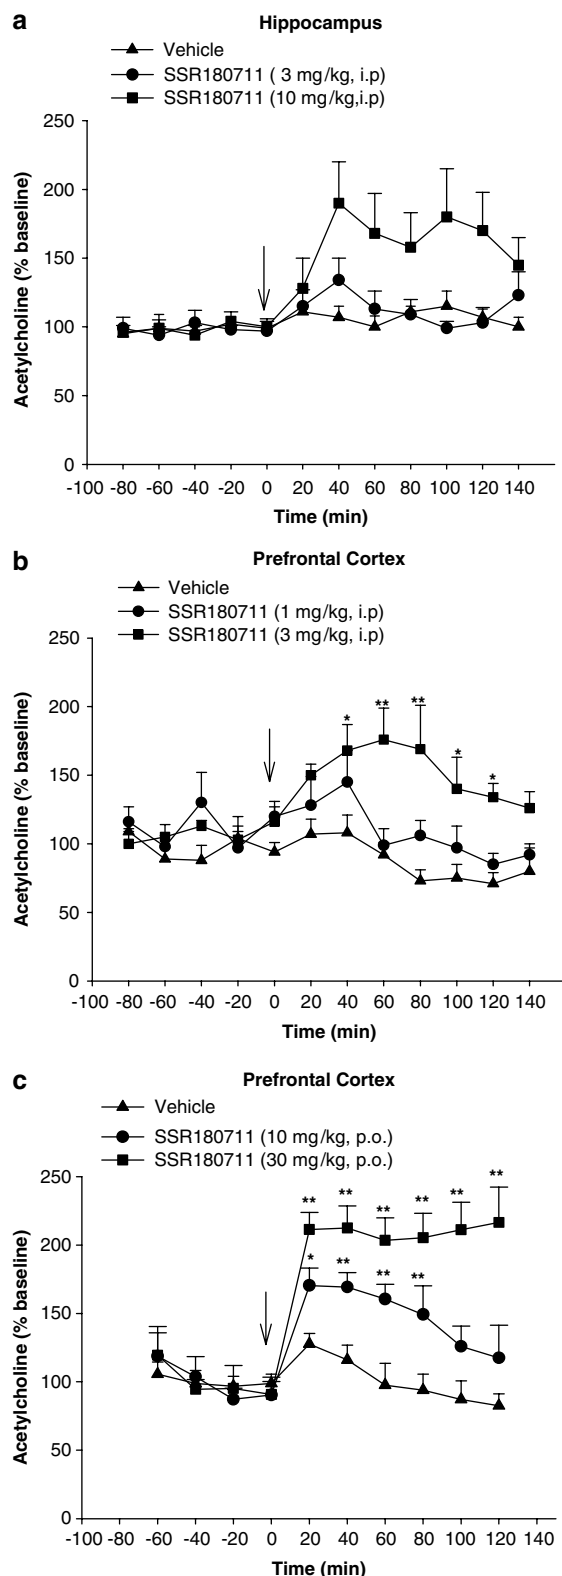 a
Hippocampus
Vehicle
SSR180711 ( 3 mg/kg, i.p)
SSR180711 (10 mg/kg,i.p)
250
200
150
100
50
0
Acetylcholine (% baseline)
-100 -80 -60 -40 -20 0 20 40 60 80 100 120 140
Time (min)
b
Prefrontal Cortex
Vehicle
SSR180711 (1 mg/kg, i.p)
SSR180711 (3 mg/kg, i.p)
250
200
150
100
50
0
Acetylcholine (% baseline)
* ** ** * *
-100 -80 -60 -40 -20 0 20 40 60 80 100 120 140
Time (min)
c
Prefrontal Cortex
Vehicle
SSR180711 (10 mg/kg, p.o.)
SSR180711 (30 mg/kg, p.o.)
250
200
150
100
50
0
Acetylcholine (% baseline)
** ** ** ** ** **
* ** ** **
-100 -80 -60 -40 -20 0 20 40 60 80 100 120 140
Time (min)